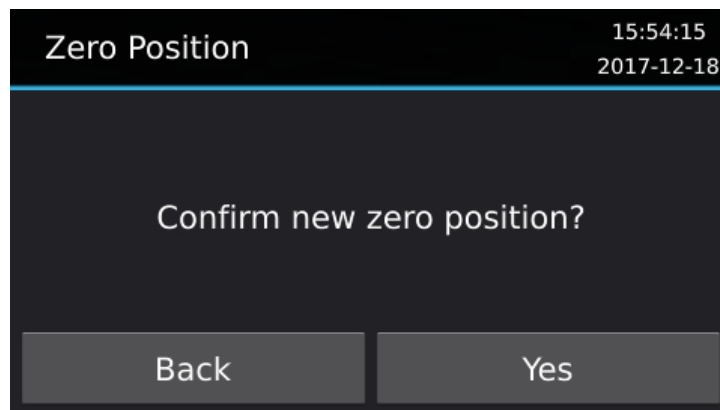 Zero Position
15:54:15
2017-12-18
Confirm new zero position?
Back
Yes